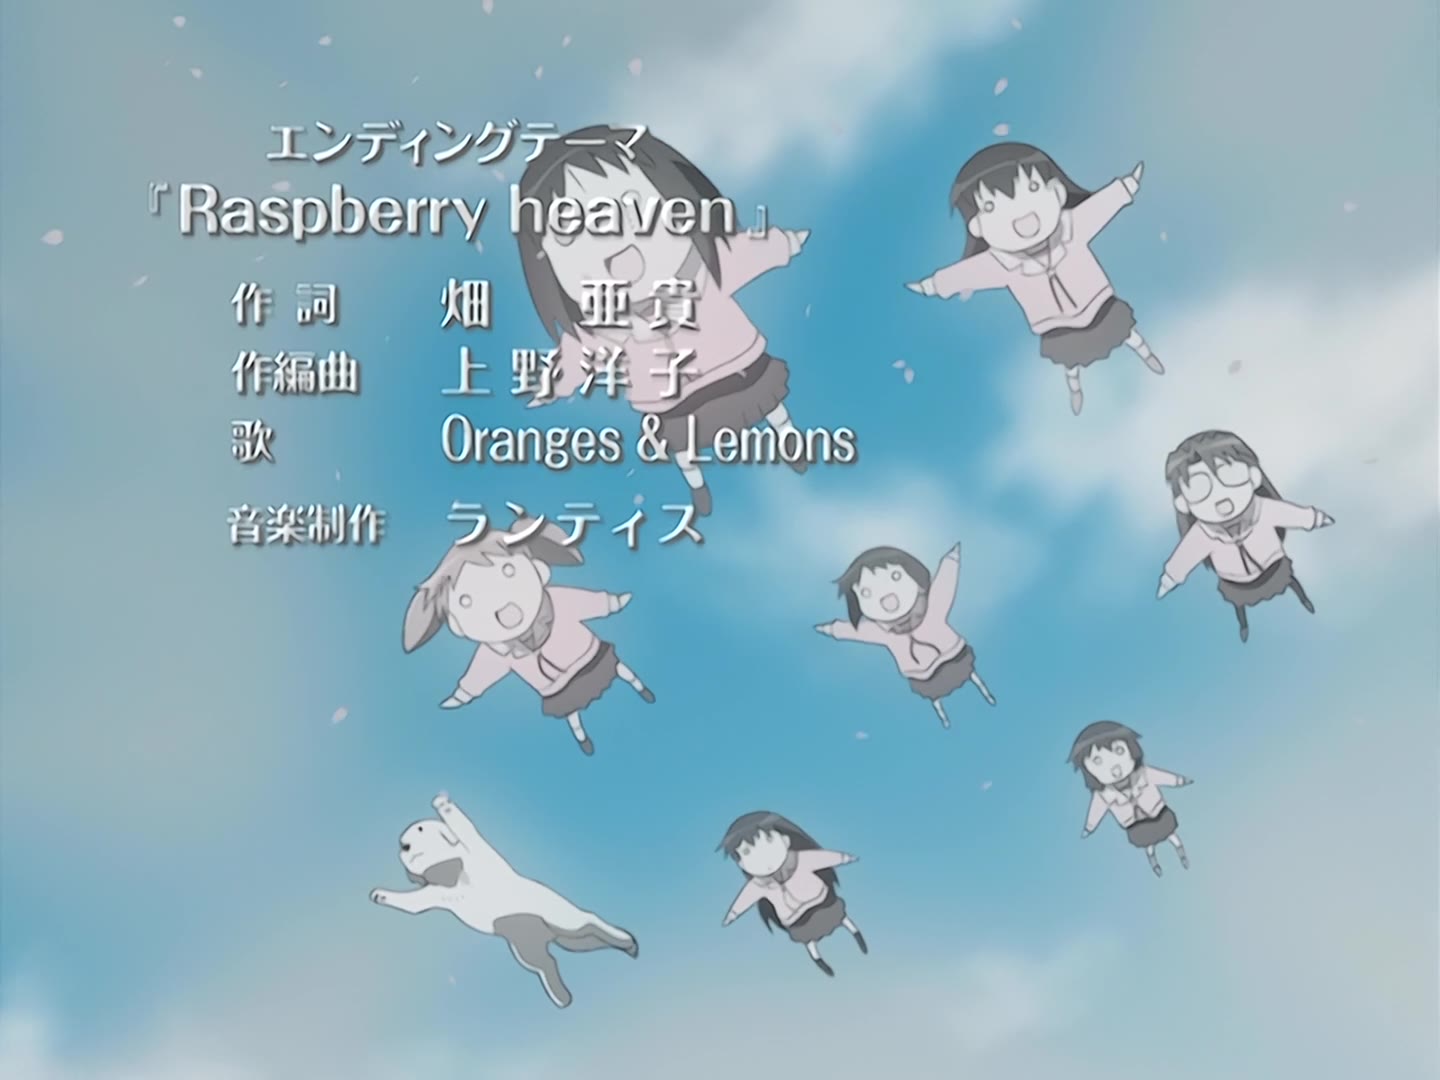 エンディングテーマ
『Raspberry heaven』
作詞 畑 亜貴
作編曲 上野洋子
歌 Oranges & Lemons
音楽制作 ランティス